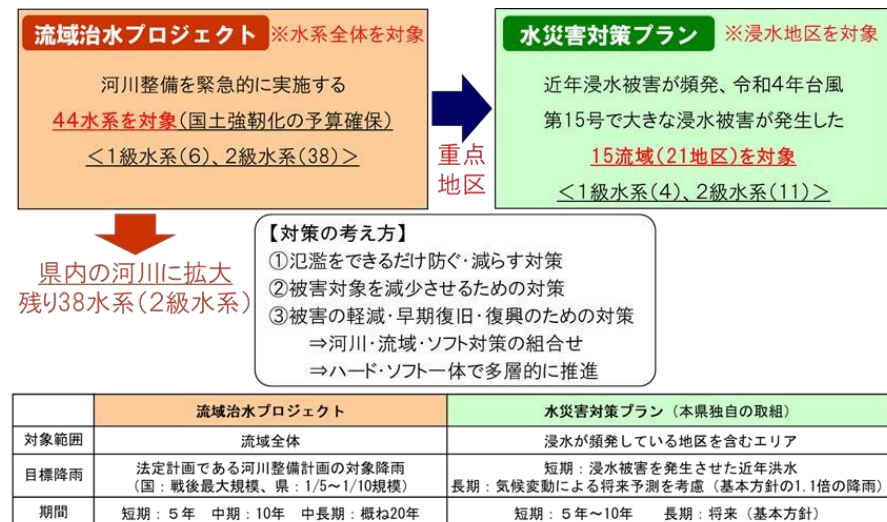 流域治水プロジェクト ※水系全体を対象
河川整備を緊急的に実施する
44水系を対象(国土強靭化の予算確保)
<1級水系(6)、2級水系(38)>
重点
地区
水災害対策プラン ※浸水地区を対象
近年浸水被害が頻発、令和4年台風
第15号で大きな浸水被害が発生した
15流域(21地区)を対象
<1級水系(4)、2級水系(11)>
県内の河川に拡大
残り38水系(2級水系)
【対策の考え方】
①氾濫をできるだけ防ぐ・減らす対策
②被害対象を減少させるための対策
③被害の軽減・早期復旧・復興のための対策
⇒河川・流域・ソフト対策の組合せ
⇒ハード・ソフト一体で多層的に推進
流域治水プロジェクト 水災害対策プラン(本県独自の取組)
対象範囲 流域全体 浸水が頻発している地区を含むエリア
目標降雨 法定計画である河川整備計画の対象降雨
(国:戦後最大規模、県:1/5~1/10規模)
短期:浸水被害を発生させた近年洪水
長期:気候変動による将来予測を考慮(基本方針の1.1倍の降雨)
期間 短期:5年 中期:10年 中長期:概ね20年 短期:5年~10年 長期:将来(基本方針)